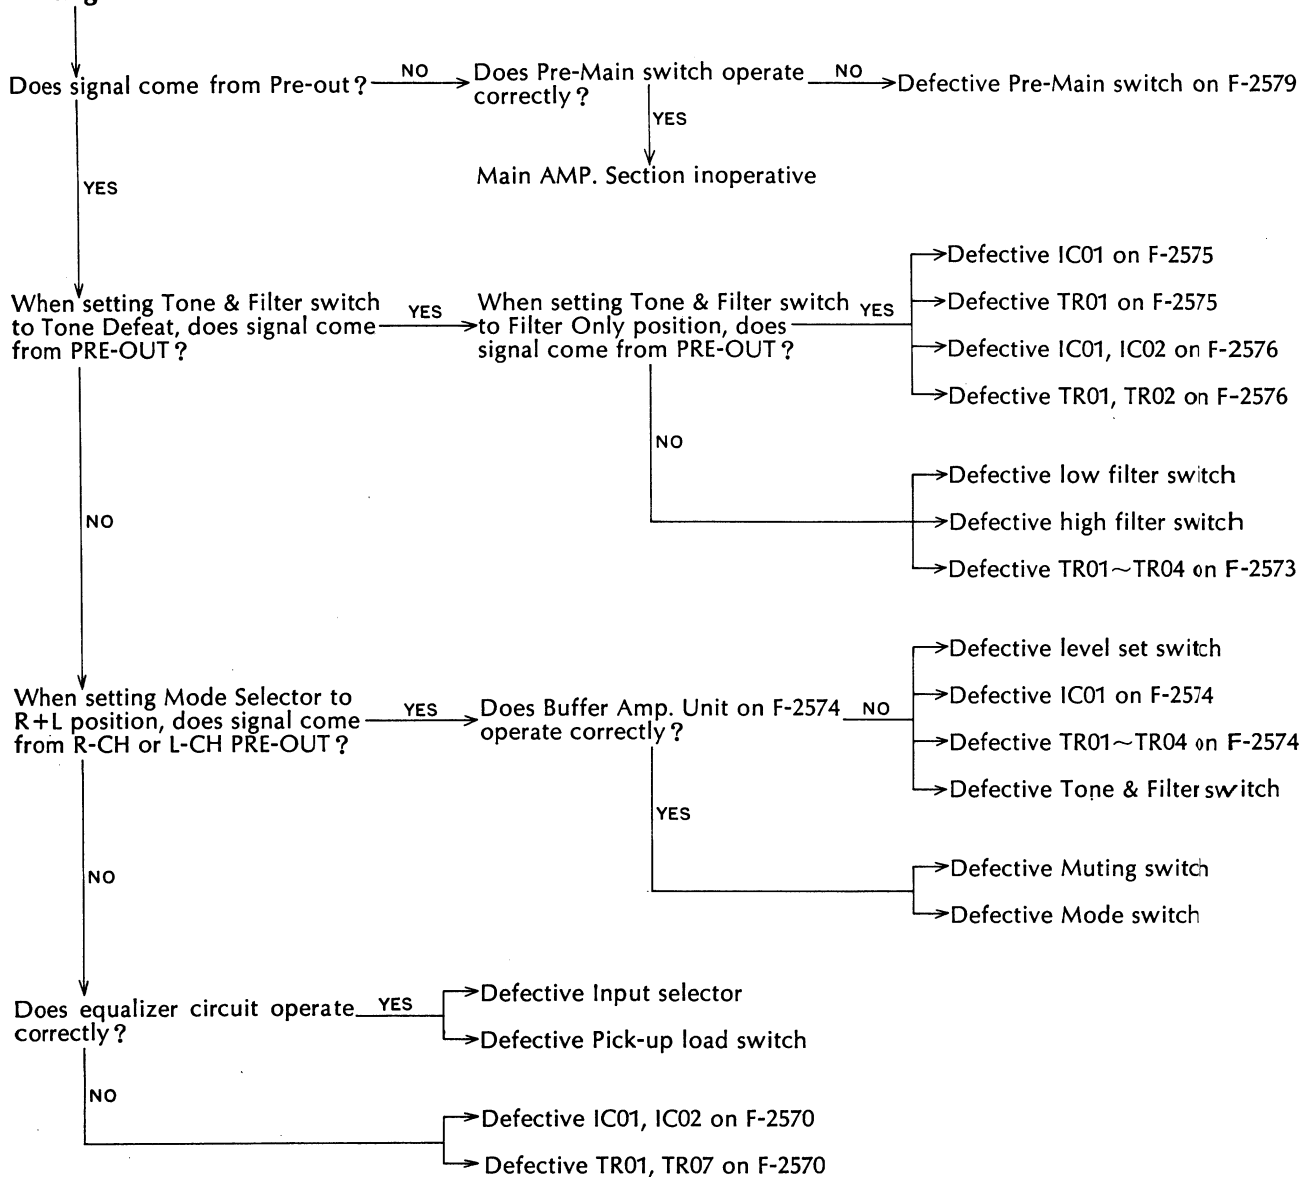 Does signal come from Pre-out?
NO
Does Pre-Main switch operate
correctly?
NO
Defective Pre-Main switch on F-2579
YES
Main AMP. Section inoperative
YES
When setting Tone & Filter switch
to Tone Defeat, does signal come
from PRE-OUT?
YES
When setting Tone & Filter switch
to Filter Only position, does
signal come from PRE-OUT?
YES
Defective IC01 on F-2575
Defective TR01 on F-2575
Defective IC01, IC02 on F-2576
Defective TR01, TR02 on F-2576
NO
Defective low filter switch
Defective high filter switch
Defective TR01~TR04 on F-2573
NO
When setting Mode Selector to
R+L position, does signal come
from R-CH or L-CH PRE-OUT?
YES
Does Buffer Amp. Unit on F-2574
operate correctly?
NO
Defective level set switch
Defective IC01 on F-2574
Defective TR01~TR04 on F-2574
Defective Tone & Filter switch
YES
Defective Muting switch
Defective Mode switch
NO
Does equalizer circuit operate
correctly?
YES
Defective Input selector
Defective Pick-up load switch
NO
Defective IC01, IC02 on F-2570
Defective TR01, TR07 on F-2570